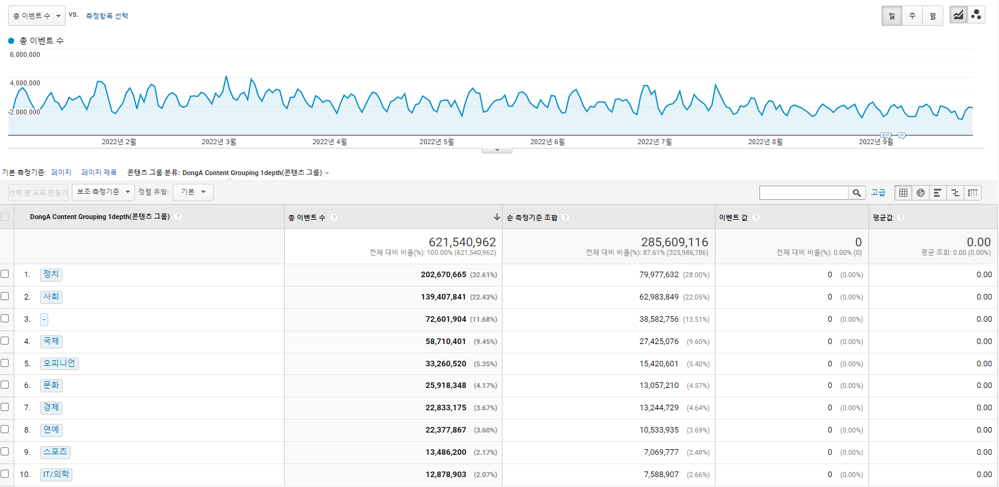 총 이벤트 수 vs. 측정항목 선택 일 주 월
총 이벤트 수
6,000,000
4,000,000
2,000,000
2022년 2월 2022년 3월 2022년 4월 2022년 5월 2022년 6월 2022년 7월 2022년 8월 2022년 9월
기본 측정기준: 페이지 페이지 제목 콘텐츠 그룹 분류: DongA Content Grouping 1depth(콘텐츠 그룹)
선택 행 도표 만들기 보조 측정기준 정렬 유형: 기본 고급
DongA Content Grouping 1depth(콘텐츠 그룹) ? 총 이벤트 수 ? 순 측정기준 조합 ? 이벤트 값 ? 평균값 ?
621,540,962 285,609,116 0 0.00
전체 대비 비율(%): 100.00% (621,540,962) 전체 대비 비율(%): 87.61% (325,986,786) 전체 대비 비율(%): 0.00% (0) 평균 조회: 0.00 (0.00%)
1. 정치 202,670,665 (32.61%) 79,977,632 (28.00%) 0 (0.00%) 0.00
2. 사회 139,407,841 (22.43%) 62,983,849 (22.05%) 0 (0.00%) 0.00
3. - 72,601,904 (11.68%) 38,582,756 (13.51%) 0 (0.00%) 0.00
4. 국제 58,710,401 (9.45%) 27,425,076 (9.60%) 0 (0.00%) 0.00
5. 오피니언 33,260,520 (5.35%) 15,420,601 (5.40%) 0 (0.00%) 0.00
6. 문화 25,918,348 (4.17%) 13,057,210 (4.57%) 0 (0.00%) 0.00
7. 경제 22,833,175 (3.67%) 13,244,729 (4.64%) 0 (0.00%) 0.00
8. 연예 22,377,867 (3.60%) 10,533,935 (3.69%) 0 (0.00%) 0.00
9. 스포츠 13,486,200 (2.17%) 7,069,777 (2.48%) 0 (0.00%) 0.00
10. IT/의학 12,878,903 (2.07%) 7,588,907 (2.66%) 0 (0.00%) 0.00